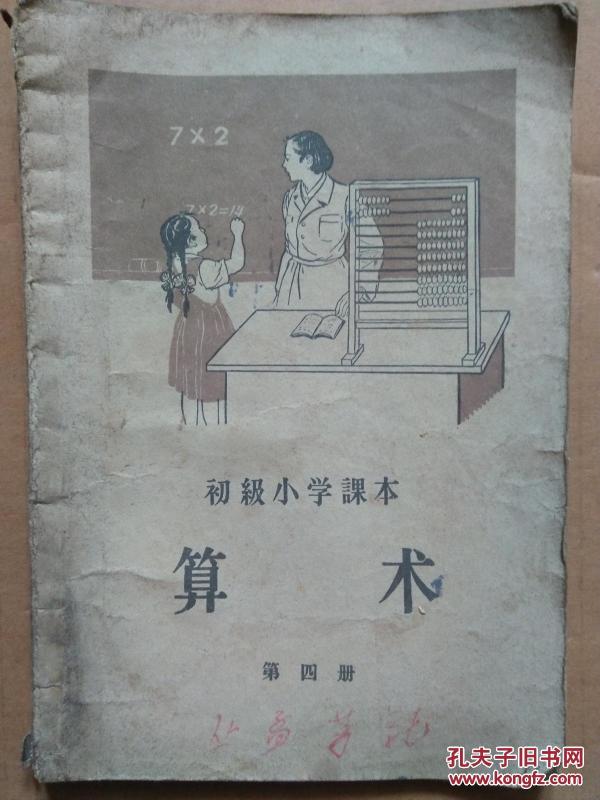 7×2
7×2=14
初級小学課本
算术
第四册
孔夫子旧书网
www.kongfz.com